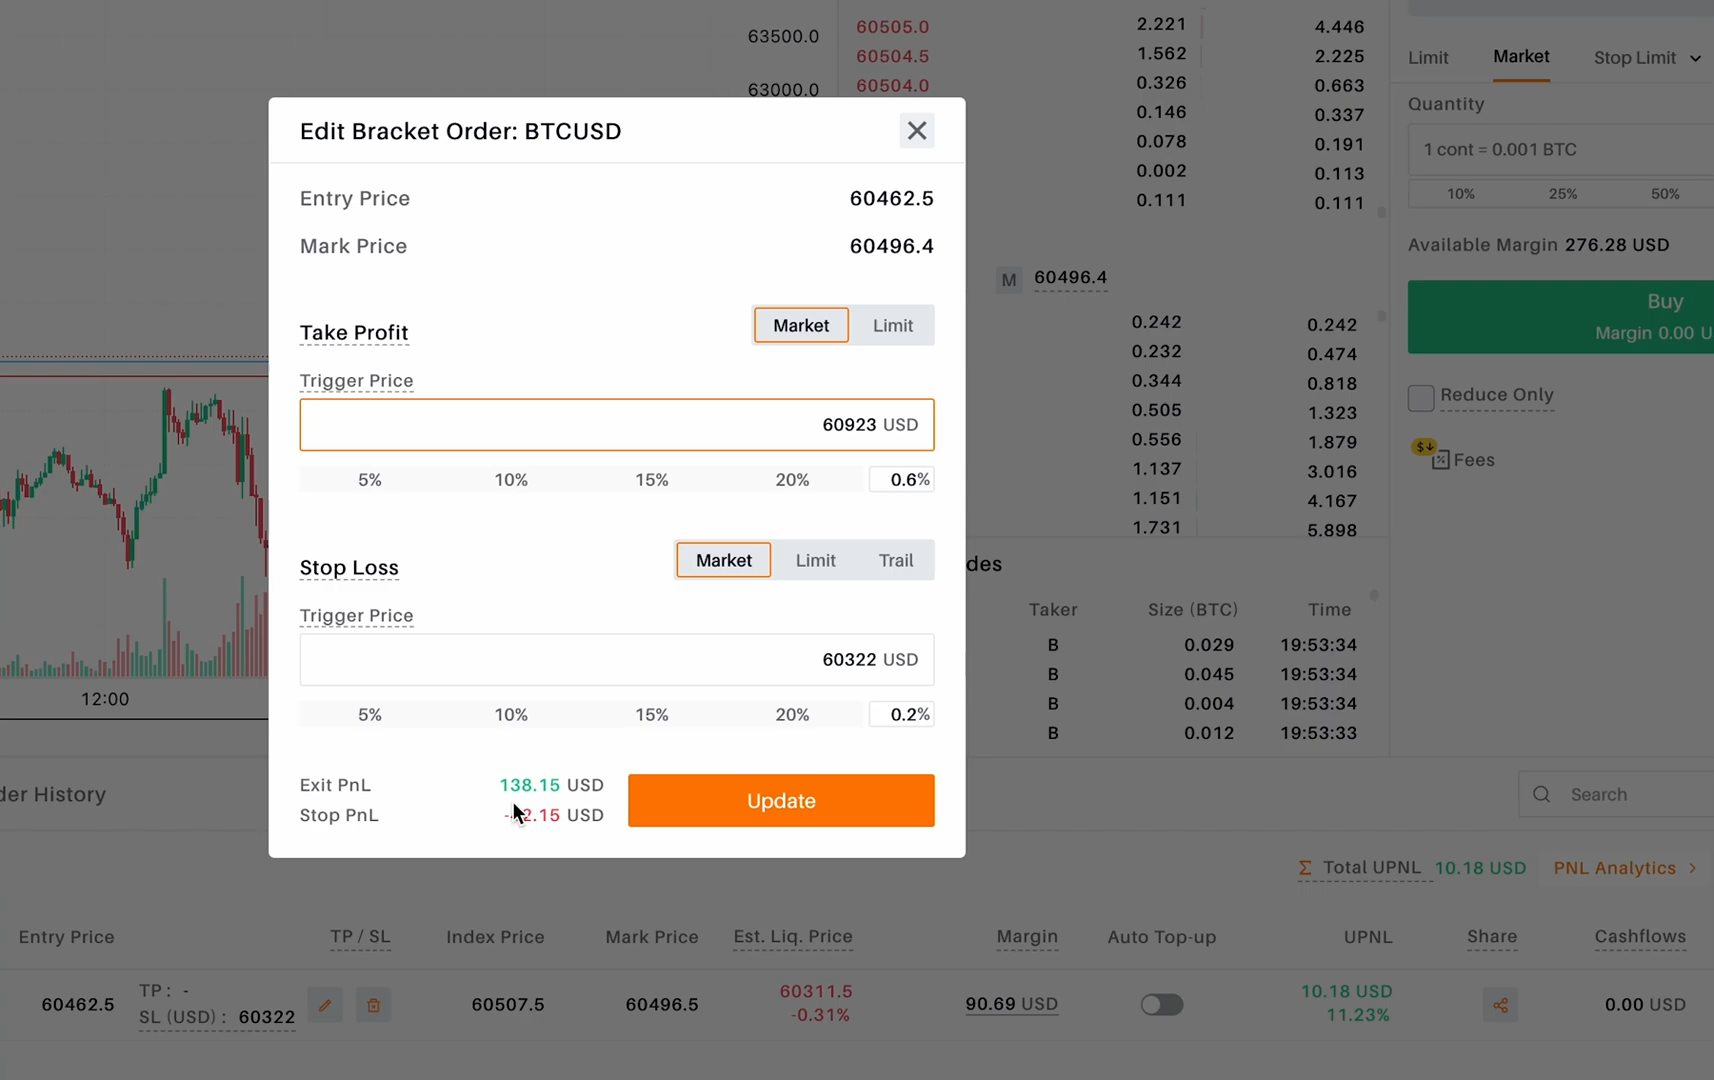 63500.0
63000.0
60505.0 2.221 4.446
60504.5 1.562 2.225
60504.0 0.326 0.663
0.146 0.337
0.078 0.191
0.002 0.113
0.111 0.111
M 60496.4
0.242 0.242
0.232 0.474
0.344 0.818
0.505 1.323
0.556 1.879
1.137 3.016
1.151 4.167
1.731 5.898
Limit Market Stop Limit
Quantity
1 cont = 0.001 BTC
10% 25% 50%
Available Margin 276.28 USD
Buy
Margin 0.00 U
Reduce Only
Fees
Edit Bracket Order: BTCUSD
Entry Price 60462.5
Mark Price 60496.4
Take Profit Market Limit
Trigger Price
60923 USD
5% 10% 15% 20% 0.6%
Stop Loss Market Limit Trail
Trigger Price
60322 USD
5% 10% 15% 20% 0.2%
Exit PnL 138.15 USD
Stop PnL USD
Update
12:00
des
Taker Size (BTC) Time
B 0.029 19:53:34
B 0.045 19:53:34
B 0.004 19:53:34
B 0.012 19:53:33
der History
Search
Σ Total UPNL 10.18 USD PNL Analytics >
Entry Price TP / SL Index Price Mark Price Est. Liq. Price Margin Auto Top-up UPNL Share Cashflows
60462.5 TP : - 60507.5 60496.5 60311.5 90.69 USD 10.18 USD 0.00 USD
SL (USD) : 60322 -0.31% 11.23%